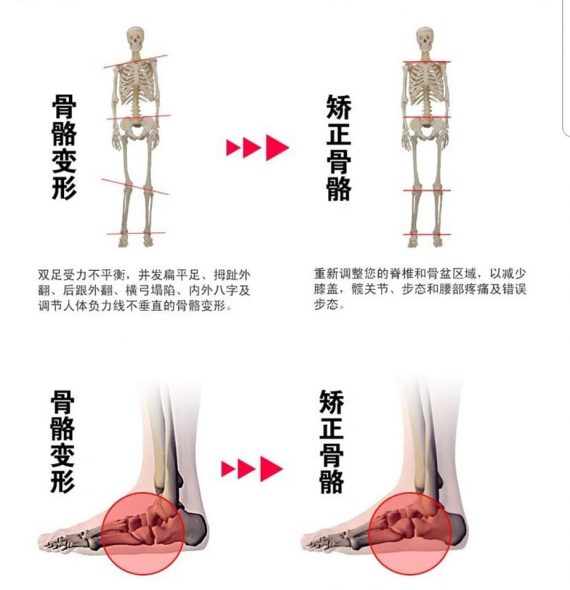 骨骼变形
矫正骨骼
双足受力不平衡，并发扁平足、拇趾外
翻、后跟外翻、横弓塌陷、内外八字及
调节人体负力线不垂直的骨骼变形。
重新调整您的脊椎和骨盆区域，以减少
膝盖，髋关节、步态和腰部疼痛及错误
步态。
骨骼变形
矫正骨骼